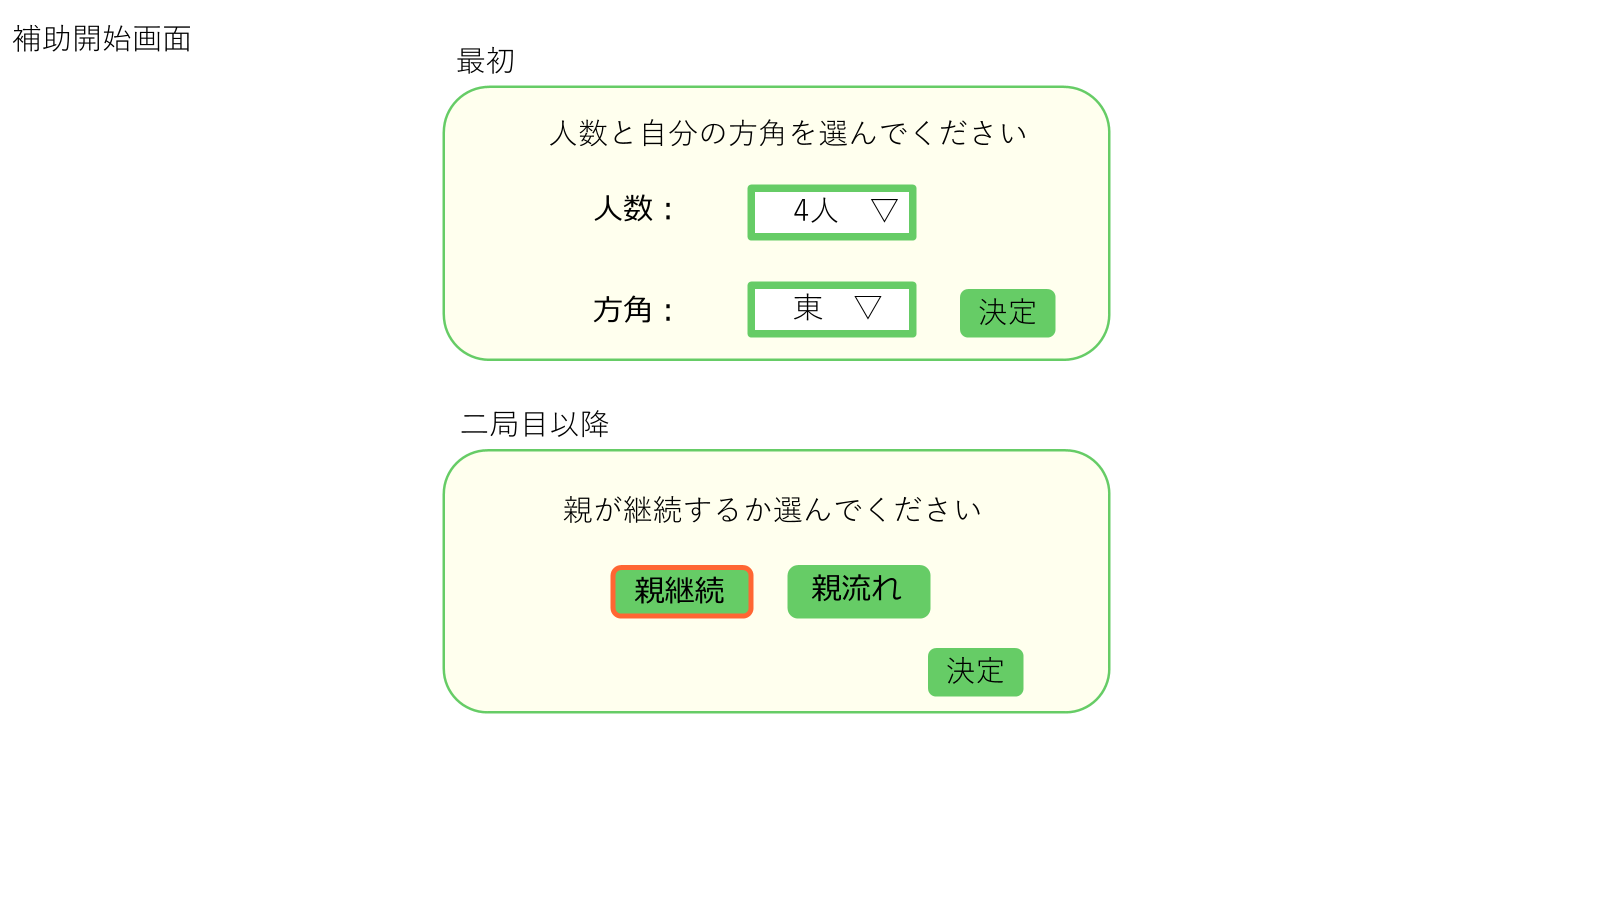 補助開始画面
最初
人数と自分の方角を選んでください
人数：
4人 ▽
方角：
東 ▽
決定
二局目以降
親が継続するか選んでください
親継続
親流れ
決定